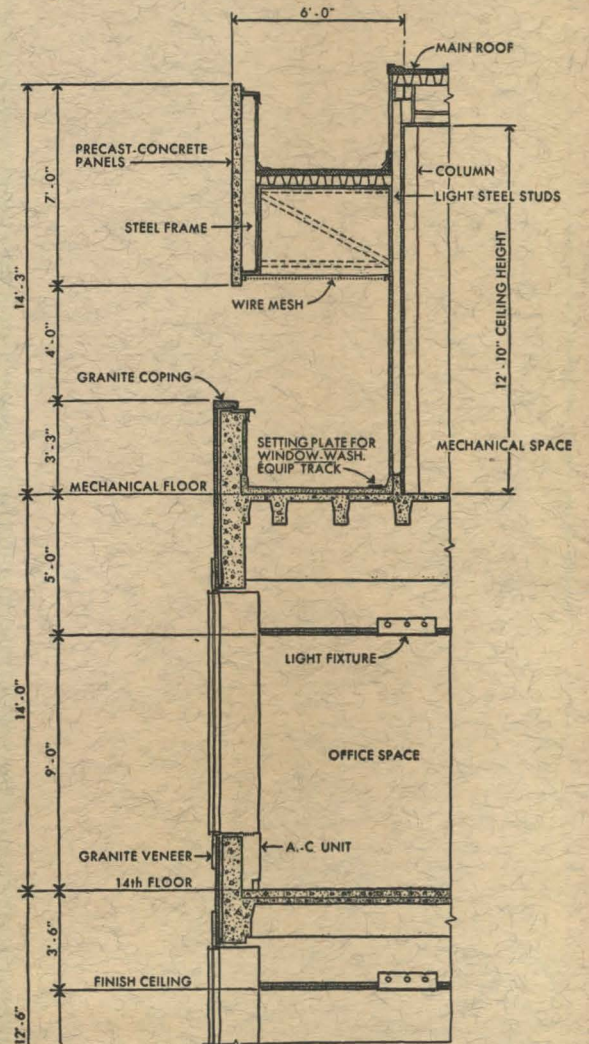 6'-0"
MAIN ROOF
PRECAST-CONCRETE
PANELS
COLUMN
LIGHT STEEL STUDS
7'-0"
STEEL FRAME
14'-3"
12'-10" CEILING HEIGHT
WIRE MESH
4'-0"
GRANITE COPING
3'-3"
SETTING PLATE FOR
WINDOW-WASH.
EQUIP TRACK
MECHANICAL SPACE
MECHANICAL FLOOR
5'-0"
LIGHT FIXTURE
14'-0"
9'-0"
OFFICE SPACE
GRANITE VENEER
A.-C. UNIT
14th FLOOR
3'-6"
FINISH CEILING
12'-6"